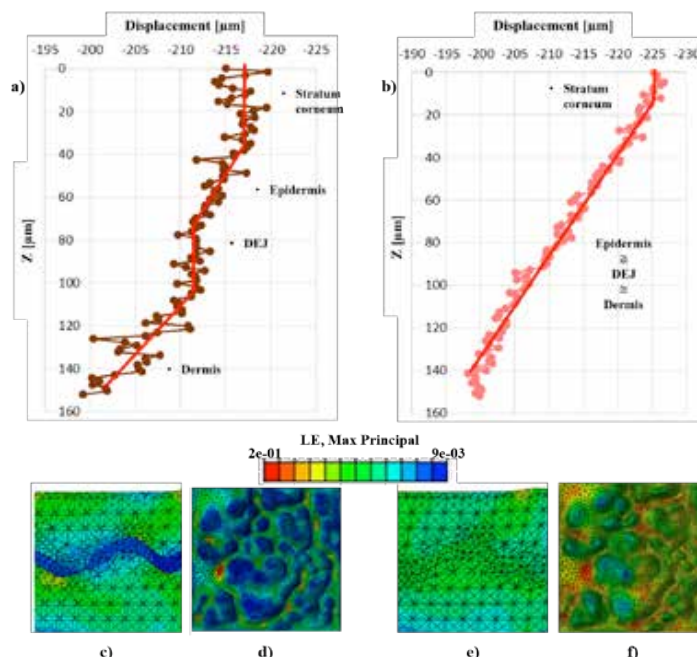 Displacement [µm]
-195 -200 -205 -210 -215 -220 -225
a)
0
20
40
60
80
100
120
140
160
Z [µm]
Stratum
corneum
Epidermis
DEJ
Dermis
Displacement [µm]
-190 -195 -200 -205 -210 -215 -220 -225 -230
b)
0
20
40
60
80
100
120
140
160
Z [µm]
Stratum
corneum
Epidermis
≅
DEJ
≅
Dermis
LE, Max Principal
2e-01 9e-03
c) d) e) f)